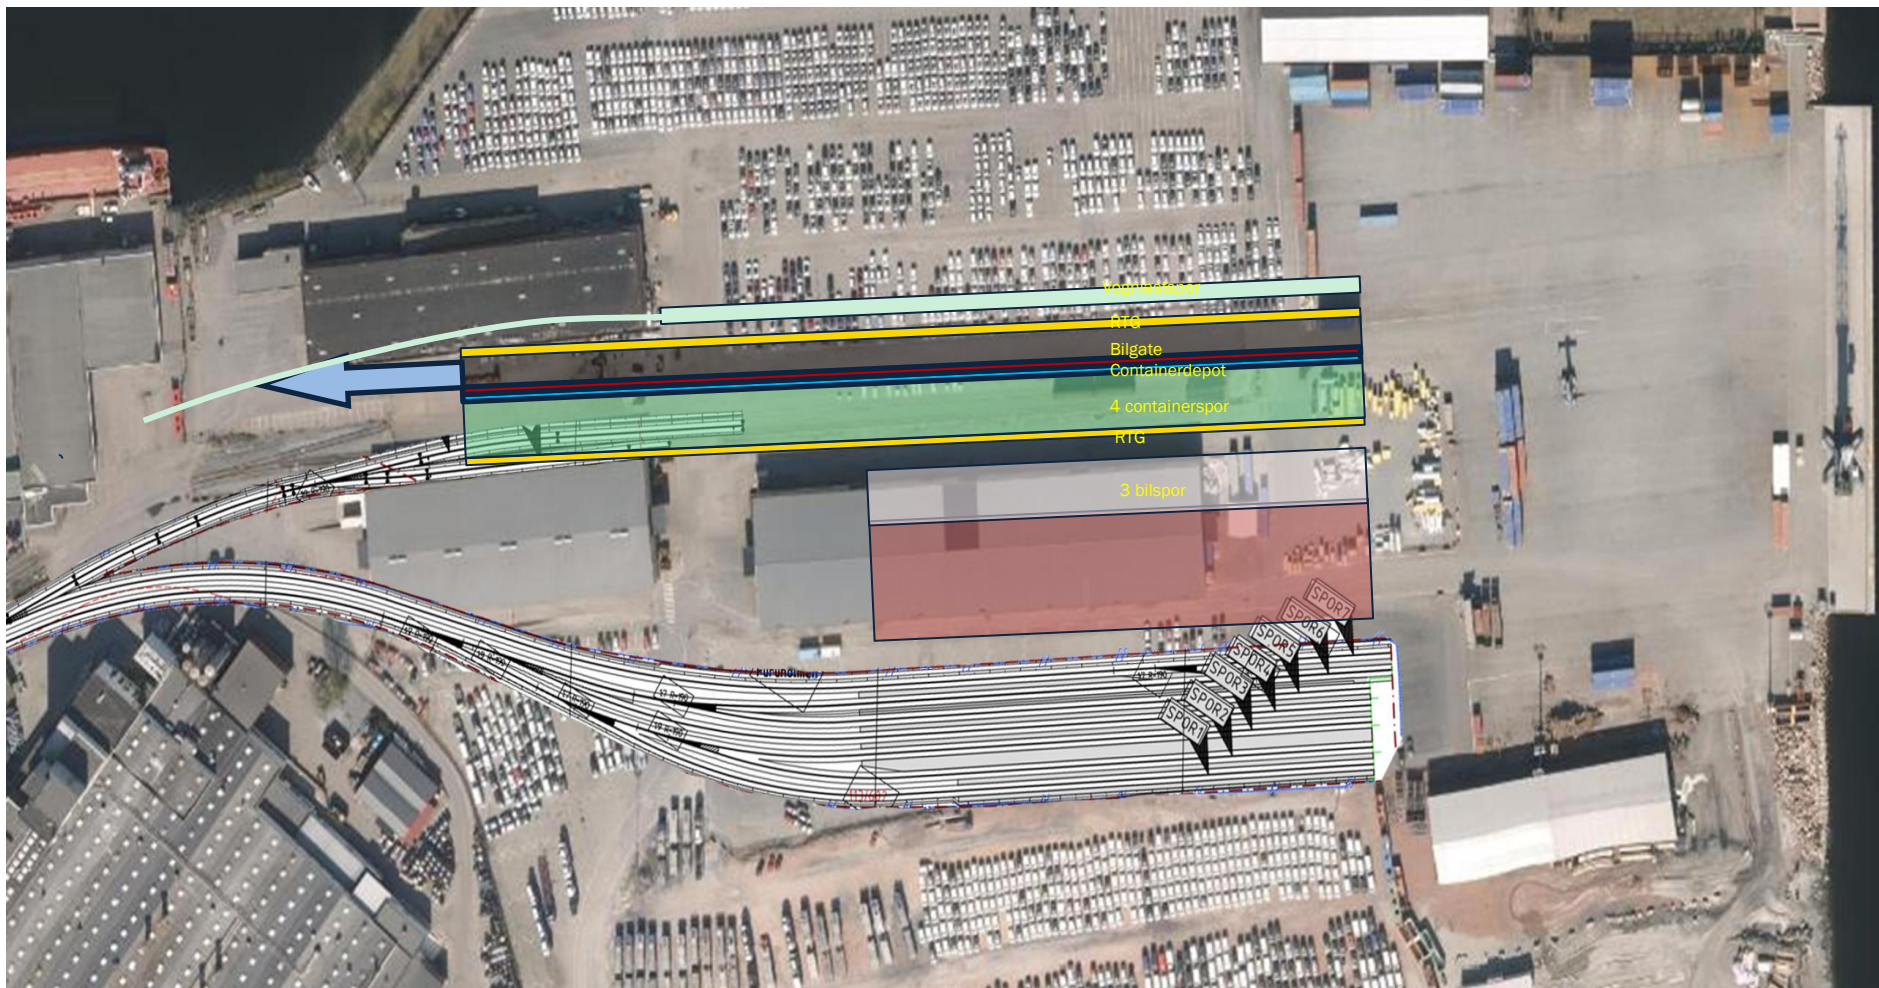 Vognlastspor
RTG
Bilgate
Containerdepot
4 containerspor
RTG
3 bilspor
SPOR7
SPOR6
SPOR5
SPOR4
SPOR3
SPOR2
SPOR1